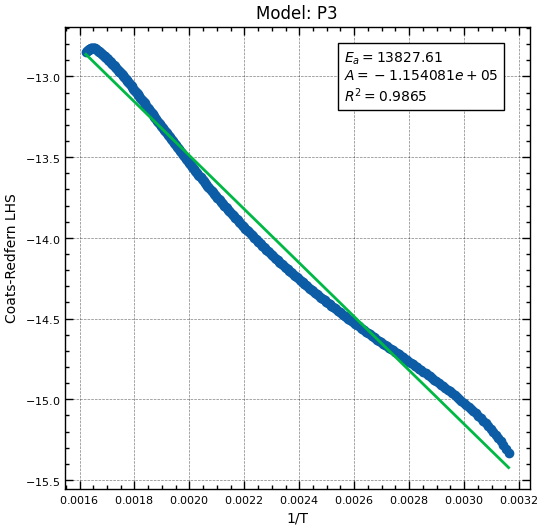 Model: P3
Eₐ = 13827.61
A = −1.154081e + 05
R² = 0.9865
Coats-Redfern LHS
−13.0
−13.5
−14.0
−14.5
−15.0
−15.5
0.0016 0.0018 0.0020 0.0022 0.0024 0.0026 0.0028 0.0030 0.0032
1/T